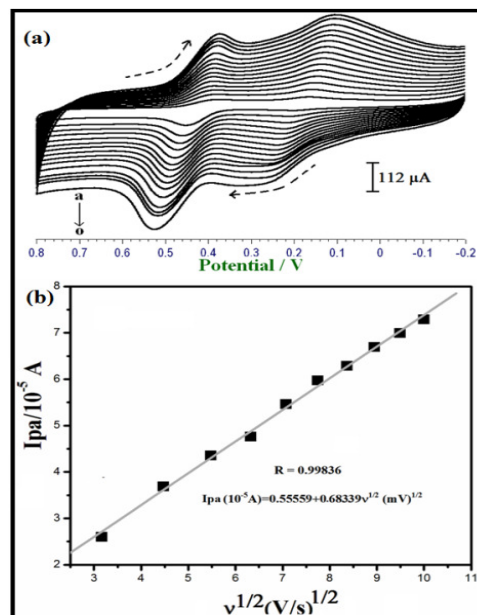 (a)
112 μA
a
o
0.8 0.7 0.6 0.5 0.4 0.3 0.2 0.1 0 -0.1 -0.2
Potential / V
(b)
8
7
6
5
4
3
2
Ipa/10⁻⁵ A
R = 0.99836
Ipa (10⁻⁵A)=0.55559+0.68339ν¹/² (mV)¹/²
3 4 5 6 7 8 9 10 11
ν¹/²(V/s)¹/²